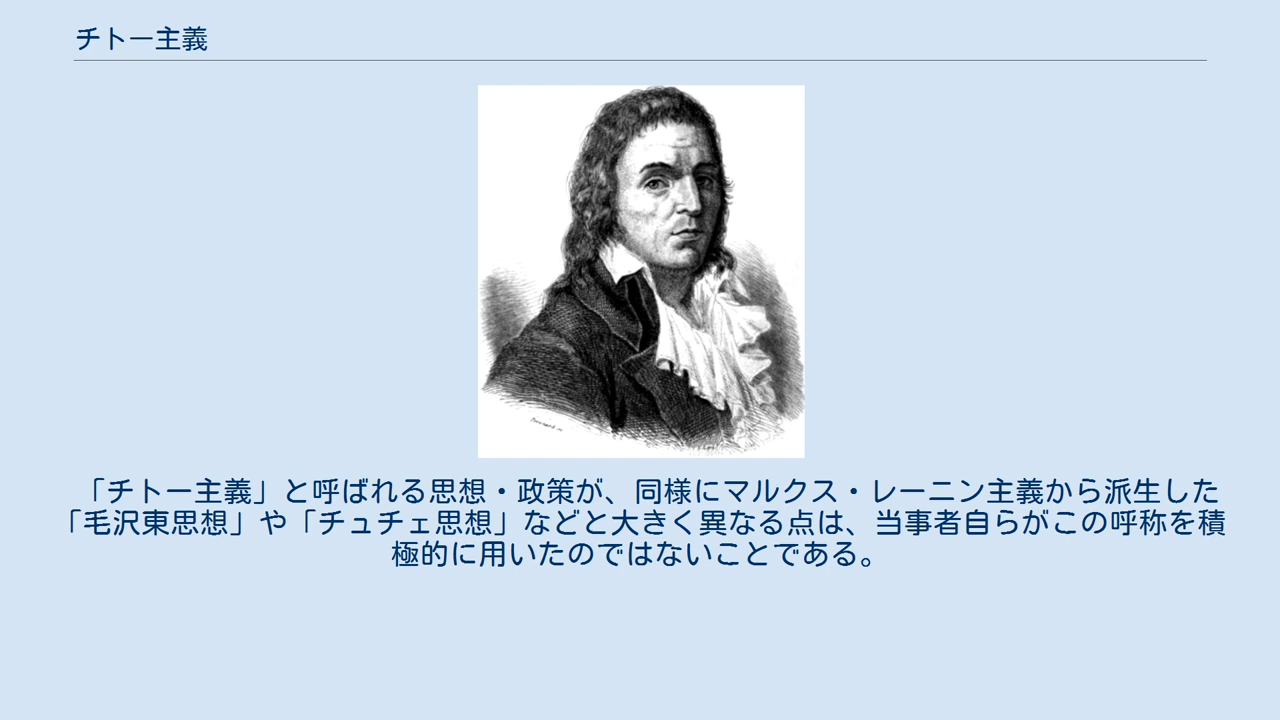 チトー主義
「チトー主義」と呼ばれる思想・政策が、同様にマルクス・レーニン主義から派生した
「毛沢東思想」や「チュチェ思想」などと大きく異なる点は、当事者自らがこの呼称を積
極的に用いたのではないことである。